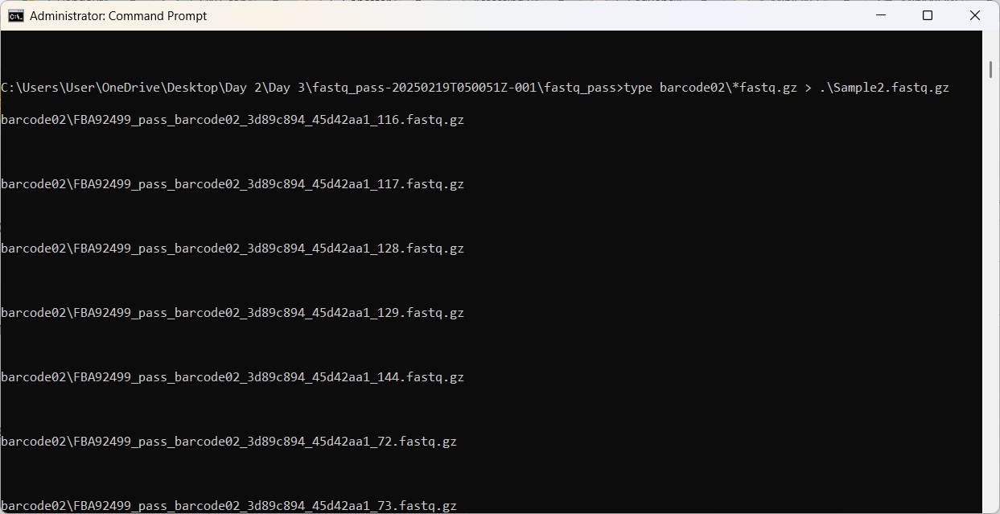 Administrator: Command Prompt
C:\Users\User\OneDrive\Desktop\Day 2\Day 3\fastq_pass-20250219T050051Z-001\fastq_pass>type barcode02\*fastq.gz > .\Sample2.fastq.gz
barcode02\FBA92499_pass_barcode02_3d89c894_45d42aa1_116.fastq.gz
barcode02\FBA92499_pass_barcode02_3d89c894_45d42aa1_117.fastq.gz
barcode02\FBA92499_pass_barcode02_3d89c894_45d42aa1_128.fastq.gz
barcode02\FBA92499_pass_barcode02_3d89c894_45d42aa1_129.fastq.gz
barcode02\FBA92499_pass_barcode02_3d89c894_45d42aa1_144.fastq.gz
barcode02\FBA92499_pass_barcode02_3d89c894_45d42aa1_72.fastq.gz
barcode02\FBA92499_pass_barcode02_3d89c894_45d42aa1_73.fastq.gz